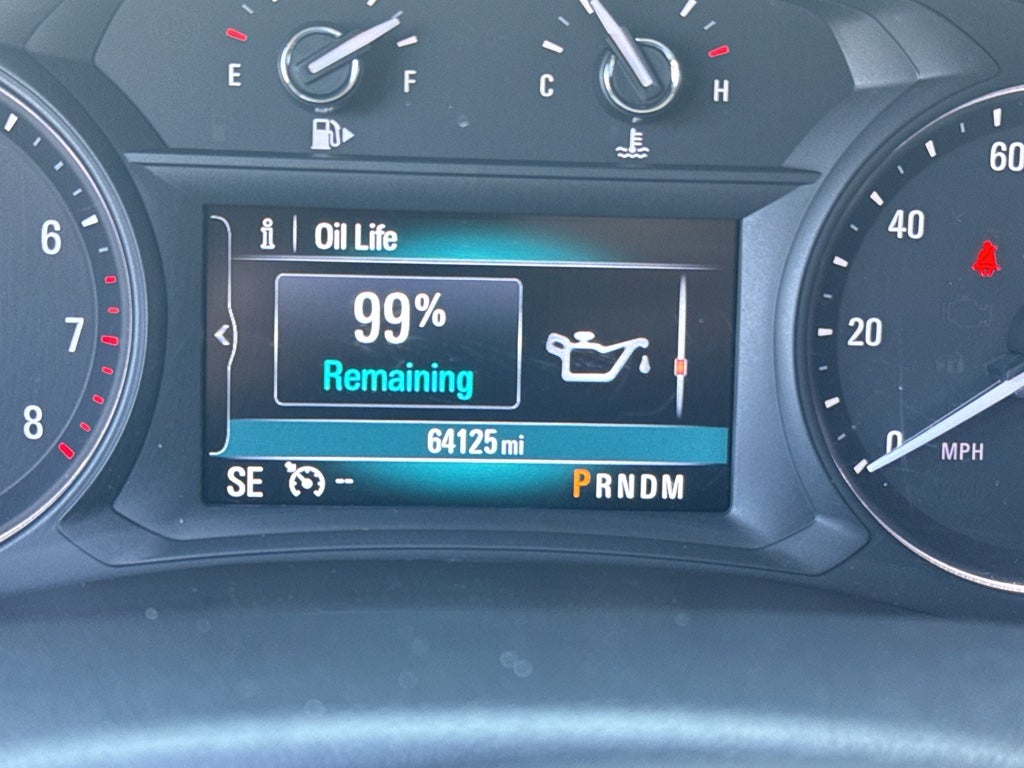 E F C H
60
6 40
7 20
8 0
MPH
i | Oil Life
99%
Remaining
64125 mi
SE -- PRNDM